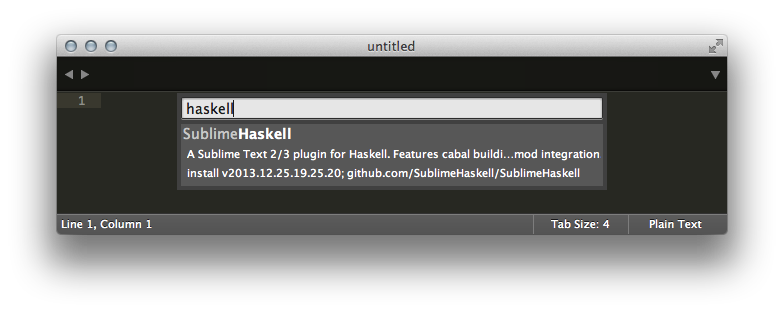 untitled
1
haskell
SublimeHaskell
A Sublime Text 2/3 plugin for Haskell. Features cabal buildi…mod integration
install v2013.12.25.19.25.20; github.com/SublimeHaskell/SublimeHaskell
Line 1, Column 1 Tab Size: 4 Plain Text